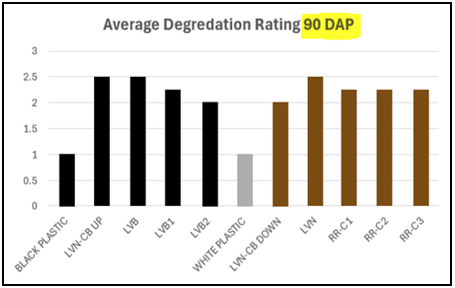 Average Degredation Rating 90 DAP
3
2.5
2
1.5
1
0.5
0
BLACK PLASTIC
LVN-CB UP
LVB
LVB1
LVB2
WHITE PLASTIC
LVN-CB DOWN
LVN
RR-C1
RR-C2
RR-C3